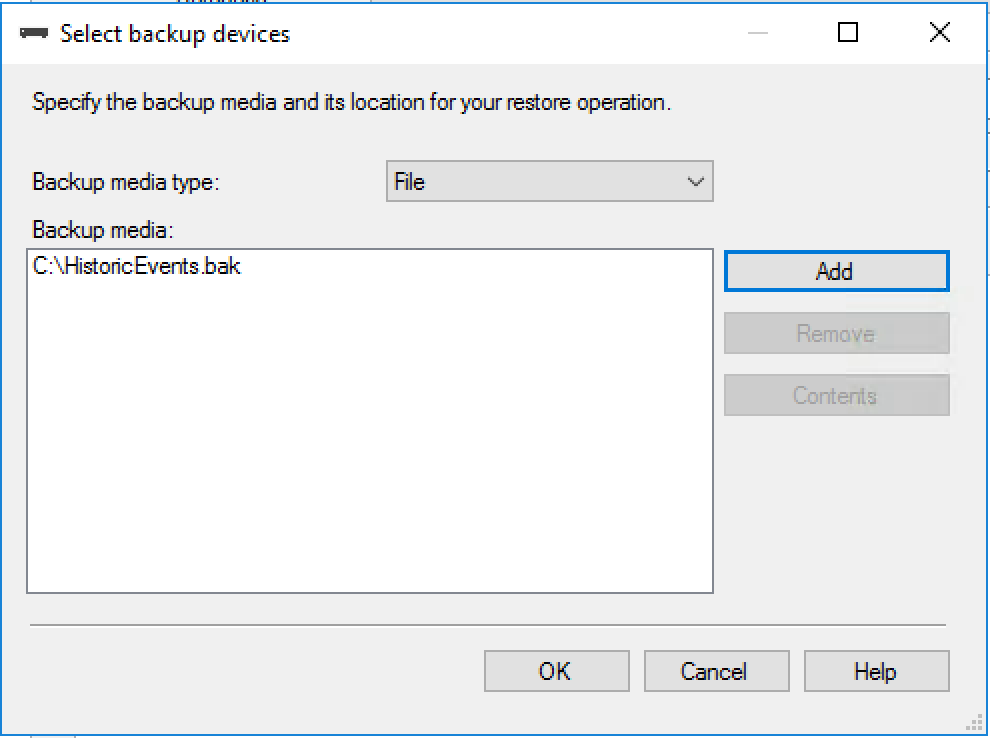 Select backup devices
Specify the backup media and its location for your restore operation.
Backup media type:
File
Backup media:
C:\HistoricEvents.bak
Add
Remove
Contents
OK
Cancel
Help